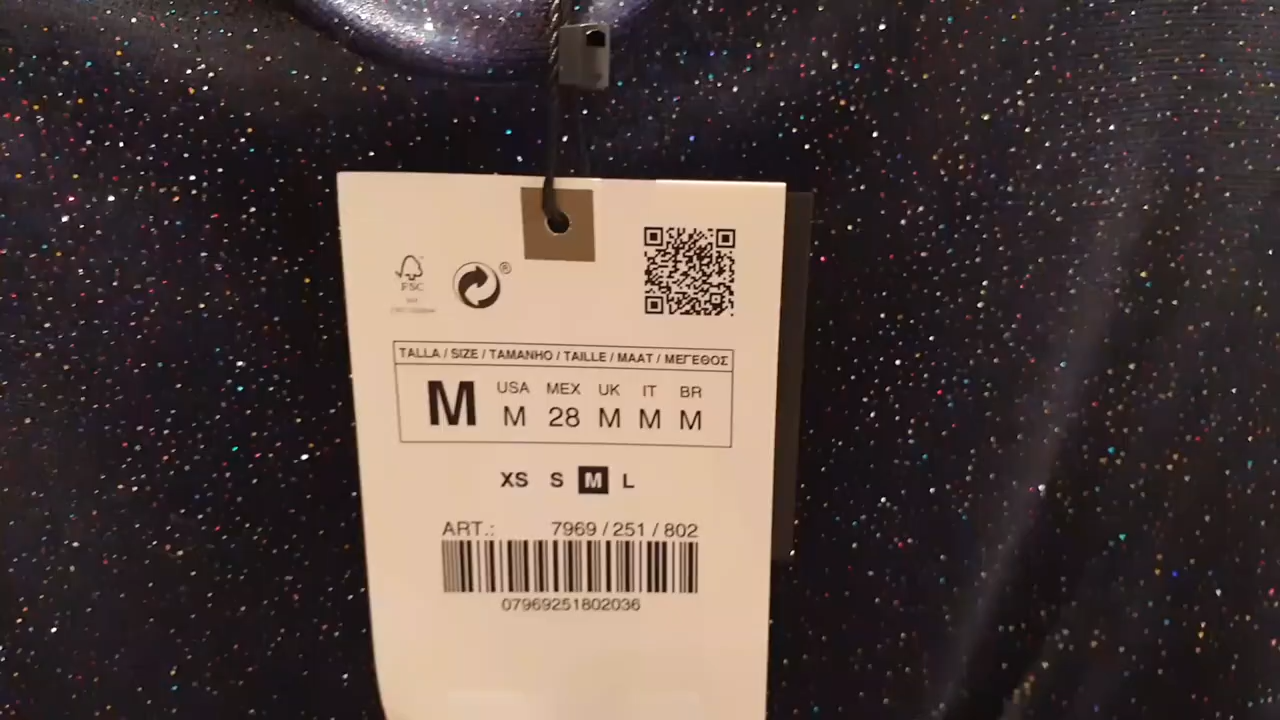 FSC
®
TALLA / SIZE / TAMANHO / TAILLE / MAAT / ΜΕΓΕΘΟΣ
M USA MEX UK IT BR
M 28 M M M
XS S M L
ART.: 7969 / 251 / 802
07969251802036